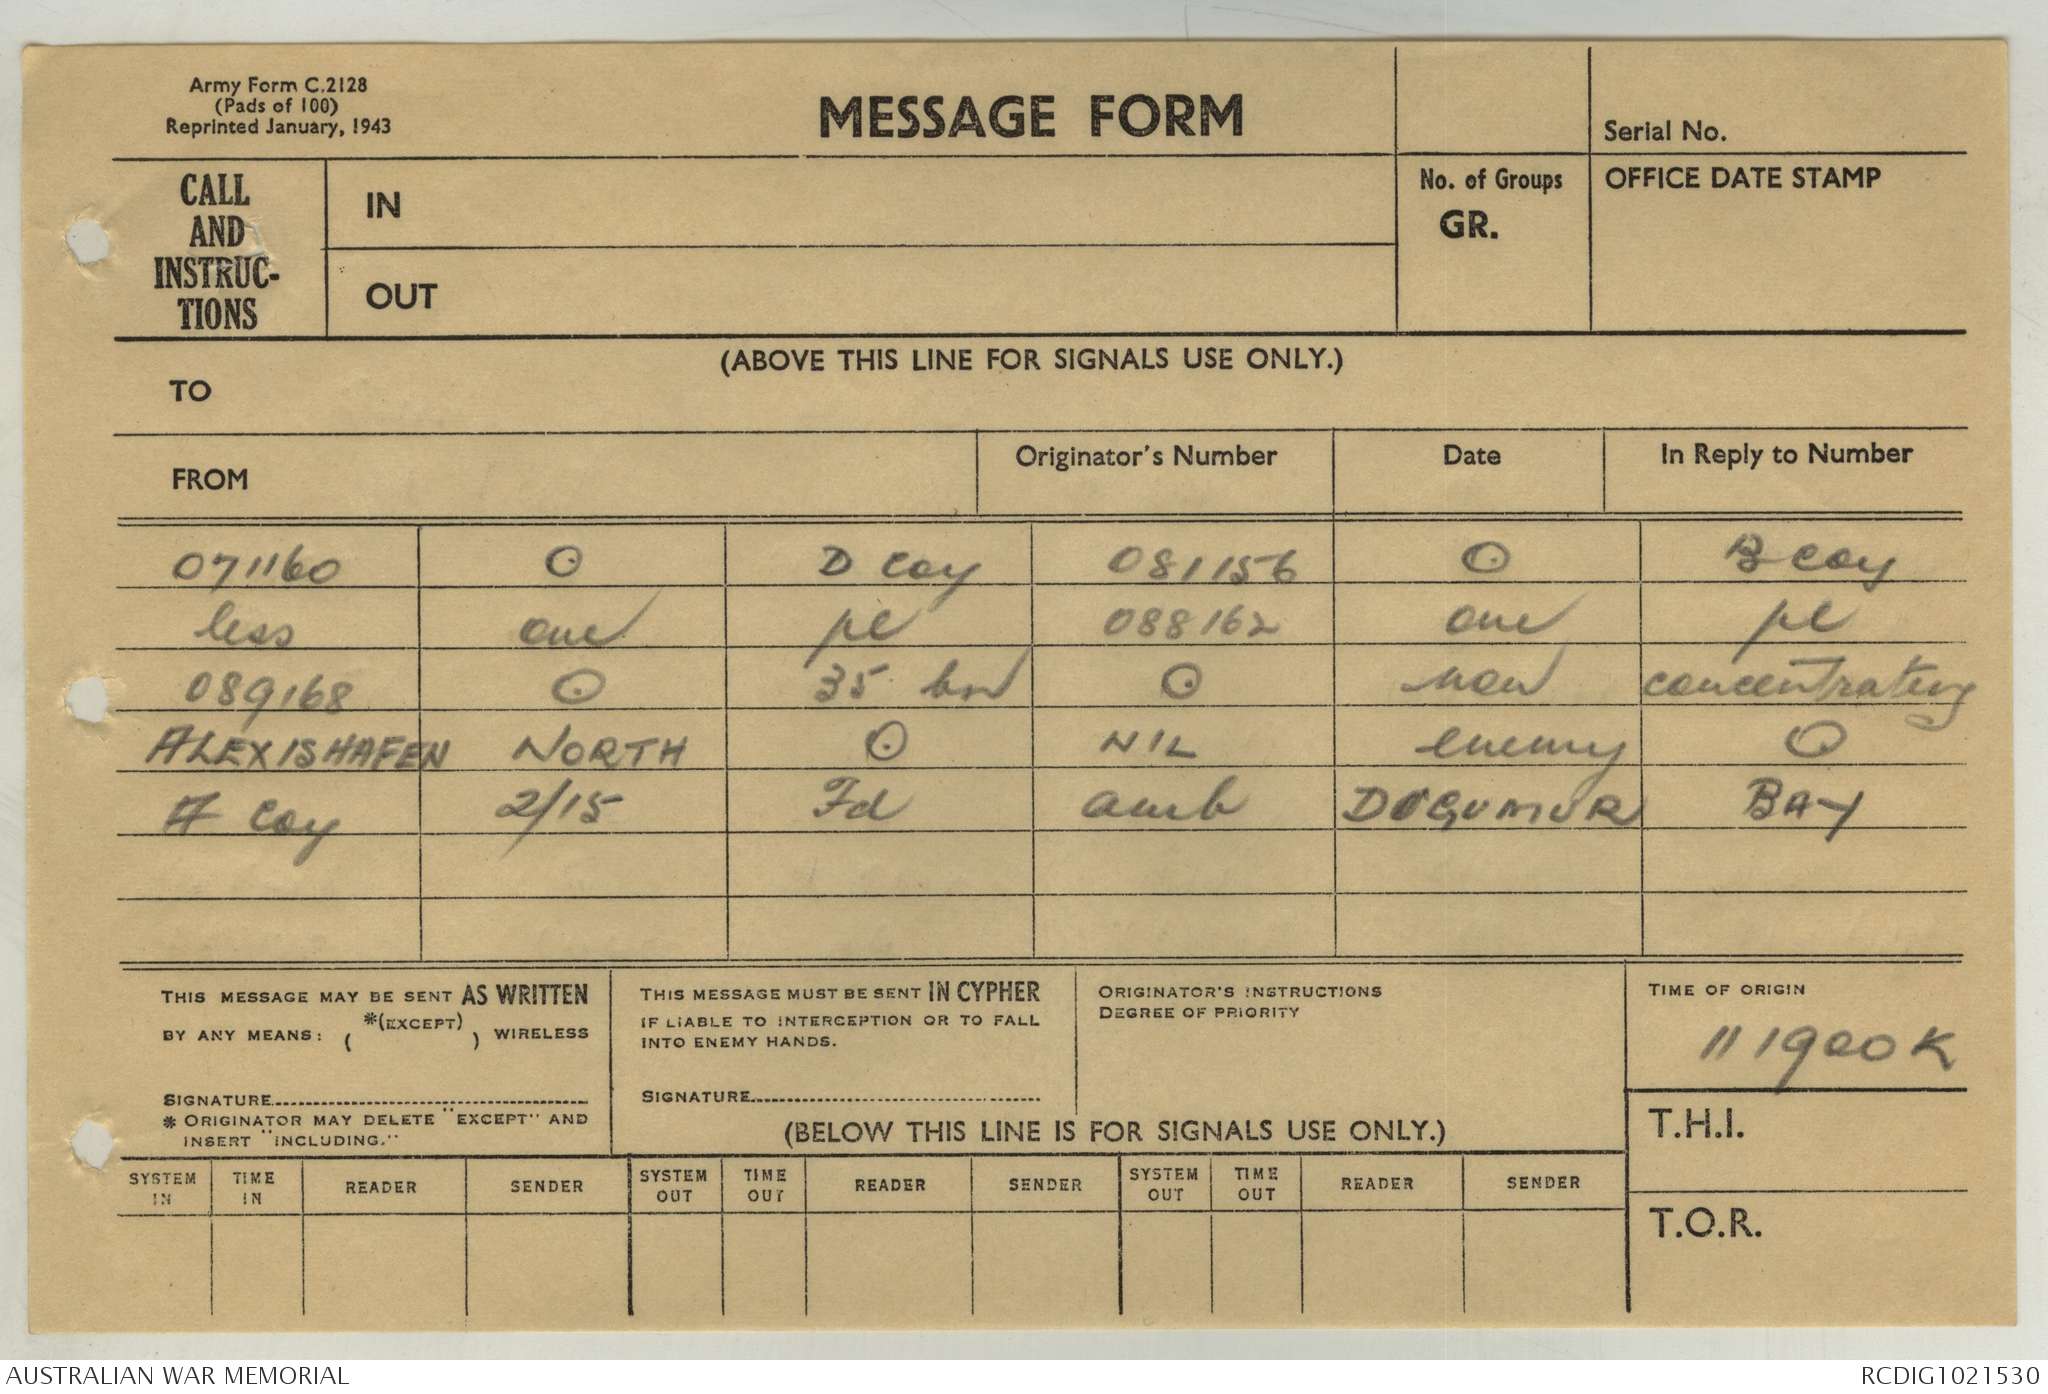 Army Form C.2128
(Pads of 100)
Reprinted January, 1943
MESSAGE FORM
Serial No.
CALL
AND
INSTRUC-
TIONS
IN
OUT
No. of Groups
GR.
OFFICE DATE STAMP
(ABOVE THIS LINE FOR SIGNALS USE ONLY.)
TO
FROM
Originator's Number
Date
In Reply to Number
071160 ⊙ D Coy 081156 ⊙ B Coy
less one pl 088162 one pl
089168 ⊙ 35 bn ⊙ now concentrating
ALEXISHAFEN NORTH ⊙ NIL enemy ⊙
A Coy 2/15 Fd amb DOGUMUR BAY
THIS MESSAGE MAY BE SENT AS WRITTEN
BY ANY MEANS: ( *(EXCEPT) ) WIRELESS
SIGNATURE
* ORIGINATOR MAY DELETE "EXCEPT" AND
INSERT "INCLUDING."
THIS MESSAGE MUST BE SENT IN CYPHER
IF LIABLE TO INTERCEPTION OR TO FALL
INTO ENEMY HANDS.
SIGNATURE
ORIGINATOR'S INSTRUCTIONS
DEGREE OF PRIORITY
TIME OF ORIGIN
111900K
(BELOW THIS LINE IS FOR SIGNALS USE ONLY.)
T.H.I.
T.O.R.
SYSTEM IN
TIME IN
READER
SENDER
SYSTEM OUT
TIME OUT
READER
SENDER
SYSTEM OUT
TIME OUT
READER
SENDER
AUSTRALIAN WAR MEMORIAL
RCDIG1021530